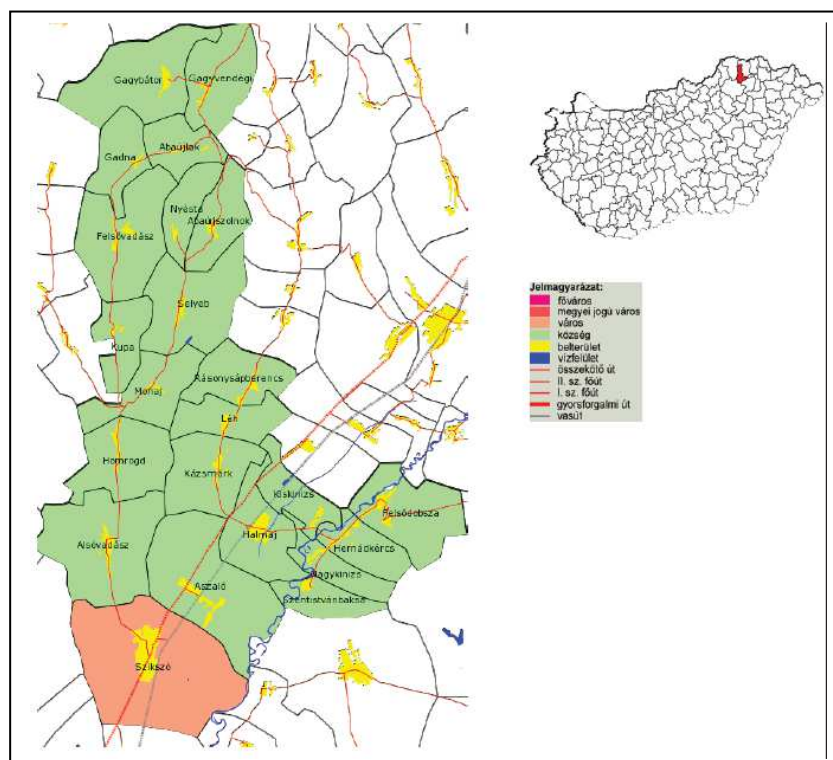 Gagybátor
Gagyvendégi
Gadna
Abaújlak
Nyésta
Abaújszolnok
Felsővadász
Selyeb
Kupa
Monaj
Rásonysápberencs
Léh
Homrogd
Kázsmárk
Kiskinizs
Felsődobsza
Halmaj
Hernádkércs
Alsóvadász
Nagykinizs
Aszaló
Szentistvánbaksa
Szikszó
Jelmagyarázat:
főváros
megyei jogú város
város
község
belterület
vízfelület
összekötő út
II. sz. főút
I. sz. főút
gyorsforgalmi út
vasút